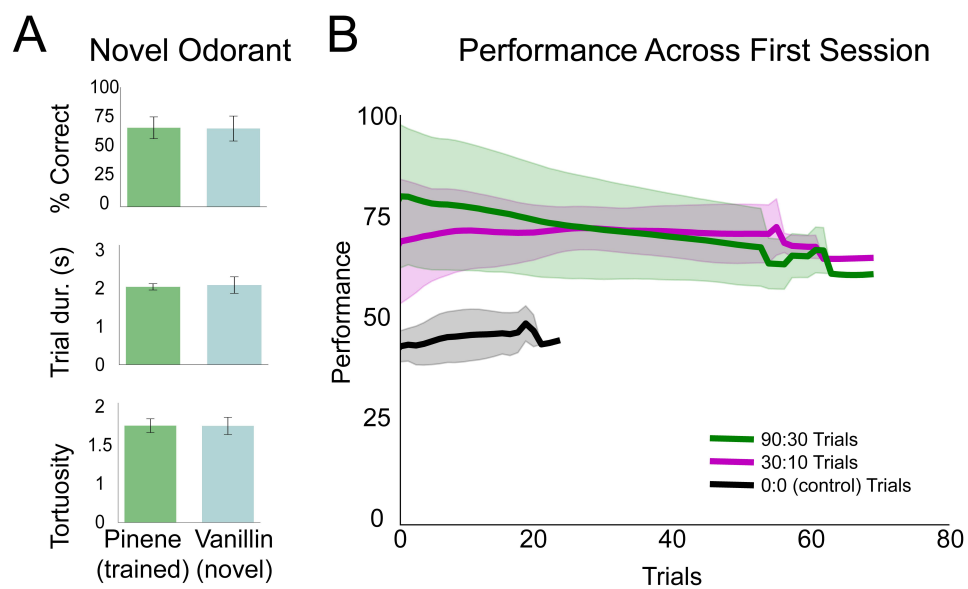 A
Novel Odorant
% Correct
100
75
50
25
0
Trial dur. (s)
3
2
1
0
Tortuosity
2
1.5
1
0
Pinene
(trained)
Vanillin
(novel)
B
Performance Across First Session
Performance
100
75
50
25
0
90:30 Trials
30:10 Trials
0:0 (control) Trials
0
20
40
60
80
Trials